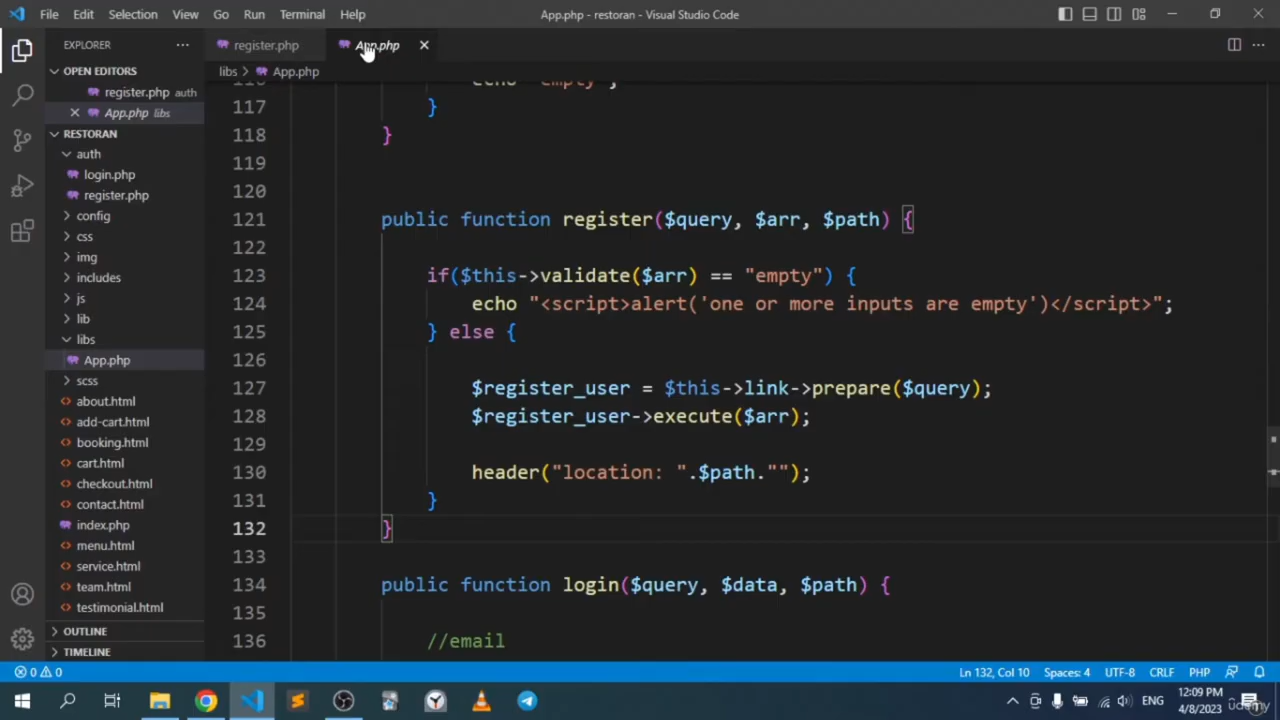 File Edit Selection View Go Run Terminal Help
App.php - restoran - Visual Studio Code
EXPLORER
register.php
App.php
OPEN EDITORS
libs > App.php
register.php auth
App.php libs
RESTORAN
auth
login.php
register.php
config
css
img
includes
js
lib
libs
App.php
scss
about.html
add-cart.html
booking.html
cart.html
checkout.html
contact.html
index.php
menu.html
service.html
team.html
testimonial.html
OUTLINE
TIMELINE
117 }
118 }
119
120
121 public function register($query, $arr, $path) {
122
123 if($this->validate($arr) == "empty") {
124 echo "<script>alert('one or more inputs are empty')</script>";
125 } else {
126
127 $register_user = $this->link->prepare($query);
128 $register_user->execute($arr);
129
130 header("location: ".$path."");
131 }
132 }
133
134 public function login($query, $data, $path) {
135
136 //email
0 0
Ln 132, Col 10 Spaces: 4 UTF-8 CRLF PHP
ENG
12:09 PM
4/8/2023
udemy